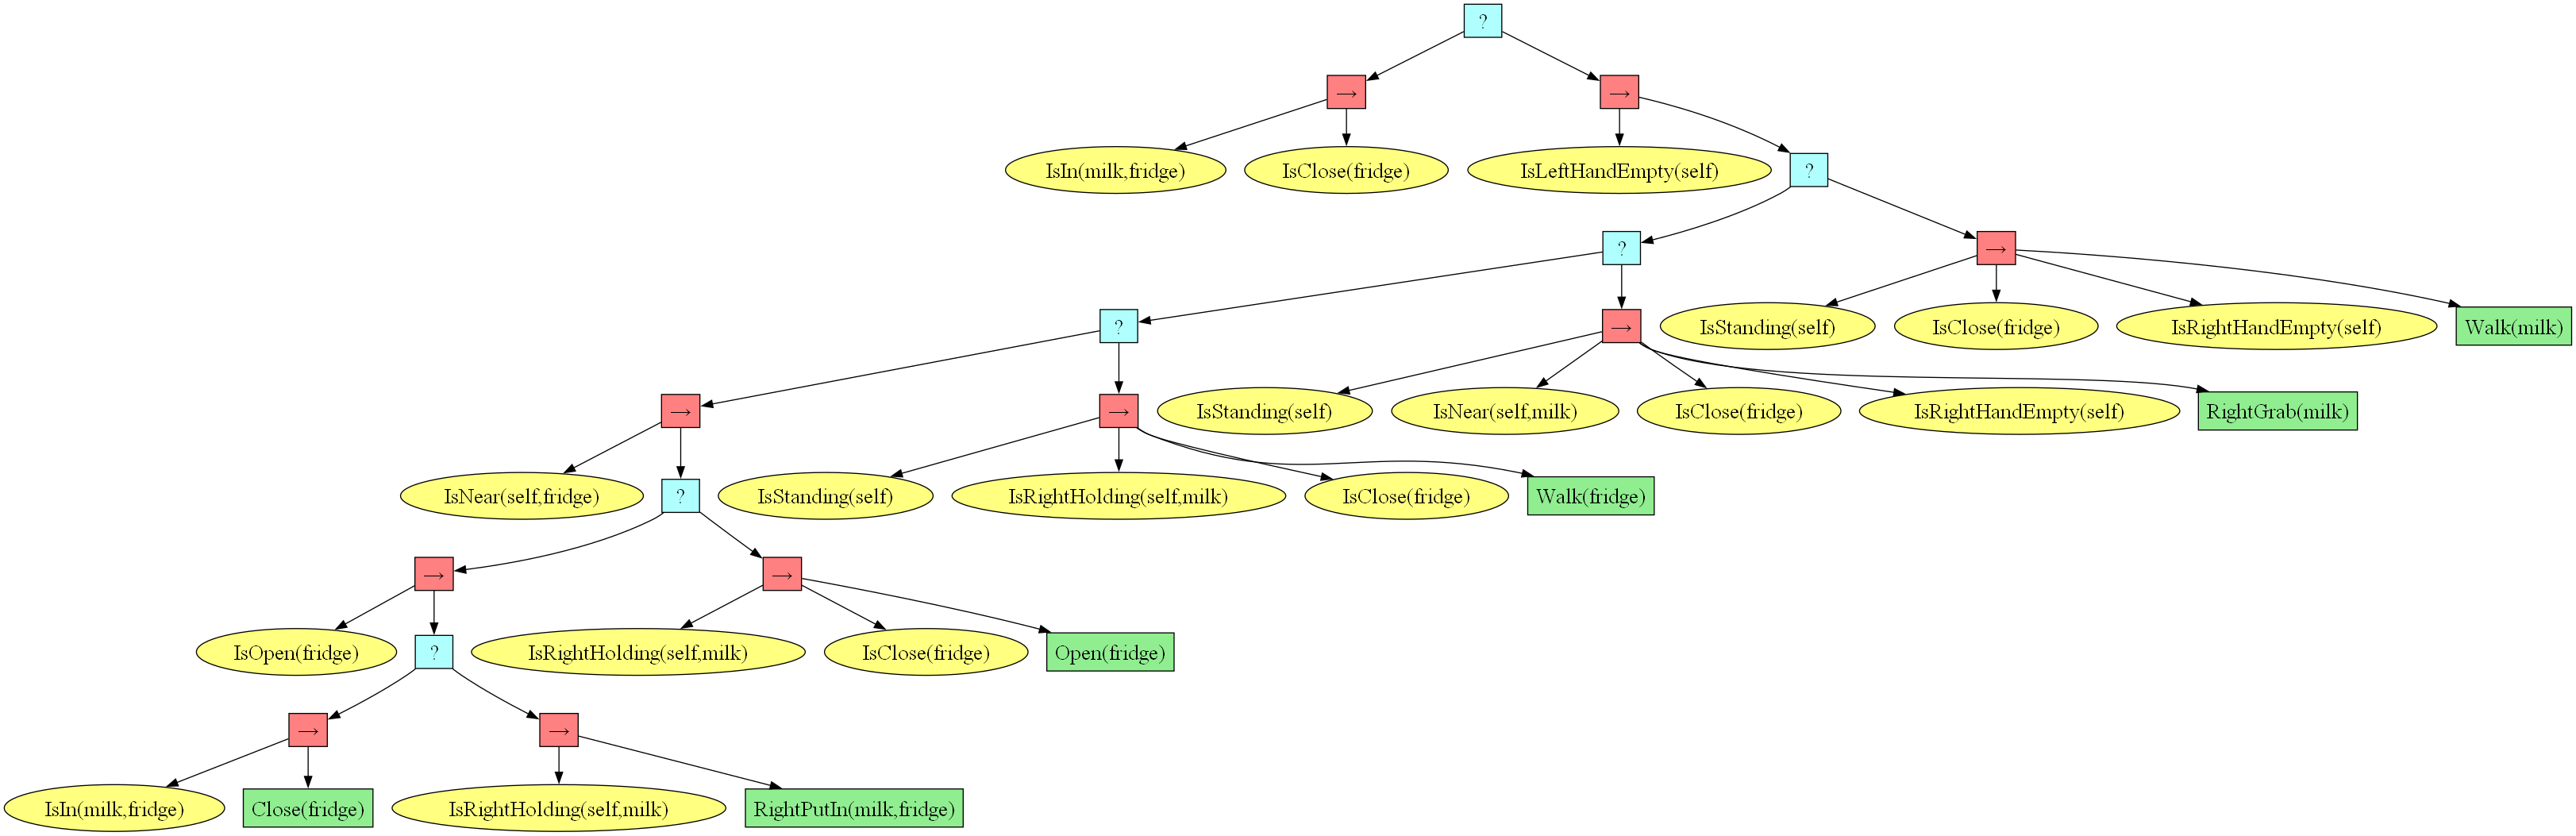 ?
→
→
IsIn(milk,fridge)
IsClose(fridge)
IsLeftHandEmpty(self)
?
?
→
?
→
IsStanding(self)
IsClose(fridge)
IsRightHandEmpty(self)
Walk(milk)
→
→
IsStanding(self)
IsNear(self,milk)
IsClose(fridge)
IsRightHandEmpty(self)
RightGrab(milk)
IsNear(self,fridge)
?
IsStanding(self)
IsRightHolding(self,milk)
IsClose(fridge)
Walk(fridge)
→
→
IsOpen(fridge)
?
IsRightHolding(self,milk)
IsClose(fridge)
Open(fridge)
→
→
IsIn(milk,fridge)
Close(fridge)
IsRightHolding(self,milk)
RightPutIn(milk,fridge)